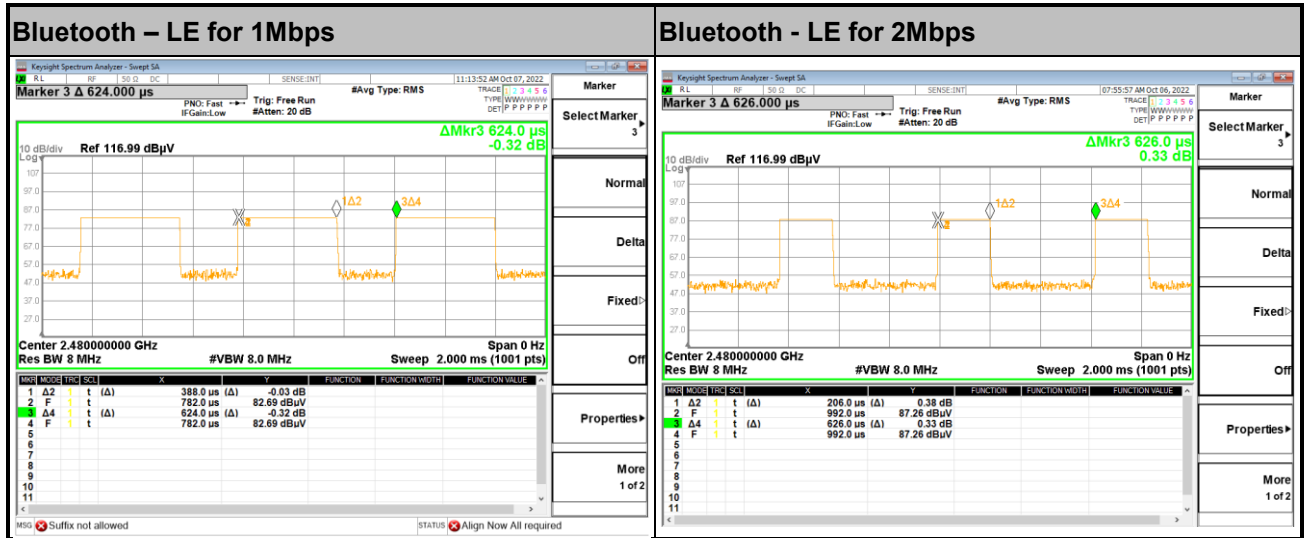 Bluetooth – LE for 1Mbps
Keysight Spectrum Analyzer - Swept SA
LXI RL RF 50 Ω DC SENSE:INT 11:13:52 AM Oct 07, 2022
Marker 3 Δ 624.000 µs
#Avg Type: RMS
TRACE 1 2 3 4 5 6
PNO: Fast Trig: Free Run
TYPE WWWWWW
IFGain:Low #Atten: 20 dB
DET P P P P P P
ΔMkr3 624.0 µs
-0.32 dB
10 dB/div Ref 116.99 dBµV
Log
107
97.0
87.0
77.0
67.0
57.0
47.0
37.0
27.0
1Δ2
3Δ4
Center 2.480000000 GHz Span 0 Hz
Res BW 8 MHz #VBW 8.0 MHz Sweep 2.000 ms (1001 pts)
MKR MODE TRC SCL X Y FUNCTION FUNCTION WIDTH FUNCTION VALUE
1 Δ2 1 t (Δ) 388.0 µs (Δ) -0.03 dB
2 F 1 t 782.0 µs 82.69 dBµV
3 Δ4 1 t (Δ) 624.0 µs (Δ) -0.32 dB
4 F 1 t 782.0 µs 82.69 dBµV
5
6
7
8
9
10
11
MSG Suffix not allowed STATUS Align Now All required
Marker
Select Marker
3
Normal
Delta
Fixed
Off
Properties
More
1 of 2
Bluetooth - LE for 2Mbps
Keysight Spectrum Analyzer - Swept SA
LXI RL RF 50 Ω DC SENSE:INT 07:55:57 AM Oct 06, 2022
Marker 3 Δ 626.000 µs
#Avg Type: RMS
TRACE 1 2 3 4 5 6
PNO: Fast Trig: Free Run
TYPE WWWWWW
IFGain:Low #Atten: 20 dB
DET P P P P P P
ΔMkr3 626.0 µs
0.33 dB
10 dB/div Ref 116.99 dBµV
Log
107
97.0
87.0
77.0
67.0
57.0
47.0
37.0
27.0
1Δ2
3Δ4
Center 2.480000000 GHz Span 0 Hz
Res BW 8 MHz #VBW 8.0 MHz Sweep 2.000 ms (1001 pts)
MKR MODE TRC SCL X Y FUNCTION FUNCTION WIDTH FUNCTION VALUE
1 Δ2 1 t (Δ) 206.0 µs (Δ) 0.38 dB
2 F 1 t 992.0 µs 87.26 dBµV
3 Δ4 1 t (Δ) 626.0 µs (Δ) 0.33 dB
4 F 1 t 992.0 µs 87.26 dBµV
5
6
7
8
9
10
11
Marker
Select Marker
3
Normal
Delta
Fixed
Off
Properties
More
1 of 2